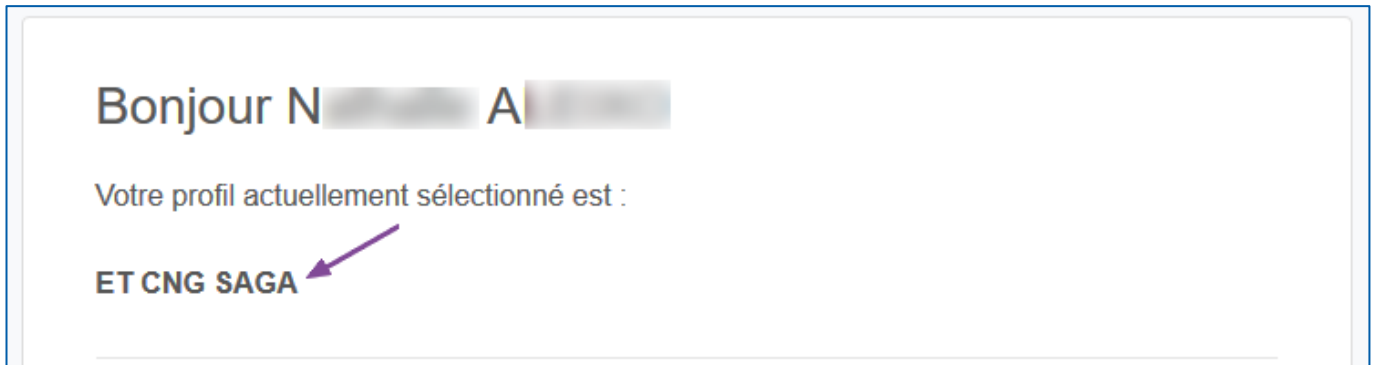 Bonjour N A
Votre profil actuellement sélectionné est :
ET CNG SAGA